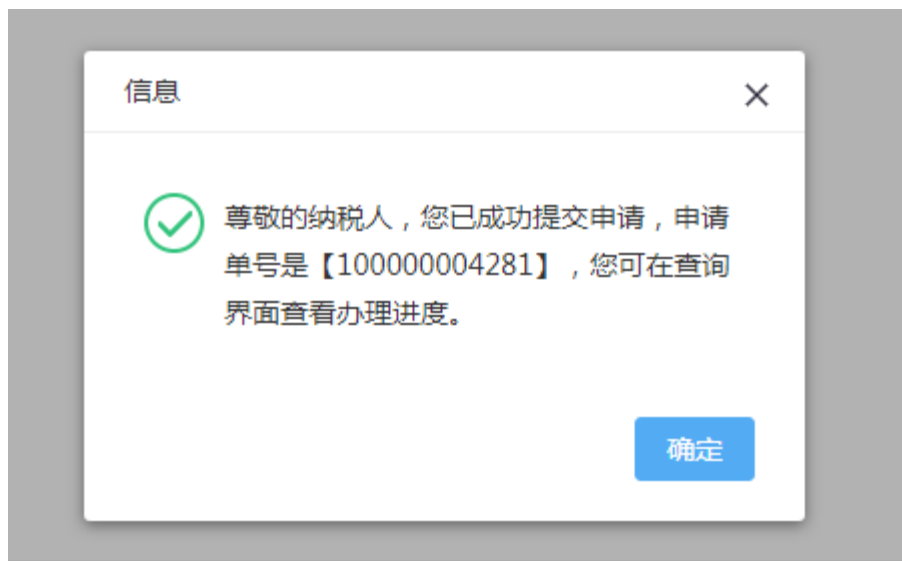 信息
尊敬的纳税人，您已成功提交申请，申请
单号是【100000004281】，您可在查询
界面查看办理进度。
确定